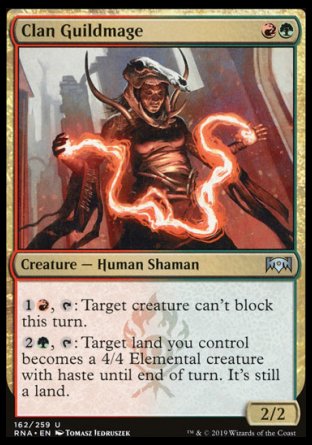 Clan Guildmage
Creature — Human Shaman
1, : Target creature can't block
this turn.
2, : Target land you control
becomes a 4/4 Elemental creature
with haste until end of turn. It's still
a land.
2/2
162/259 U
RNA • EN Tomasz Jedruszek
™ & © 2019 Wizards of the Coast